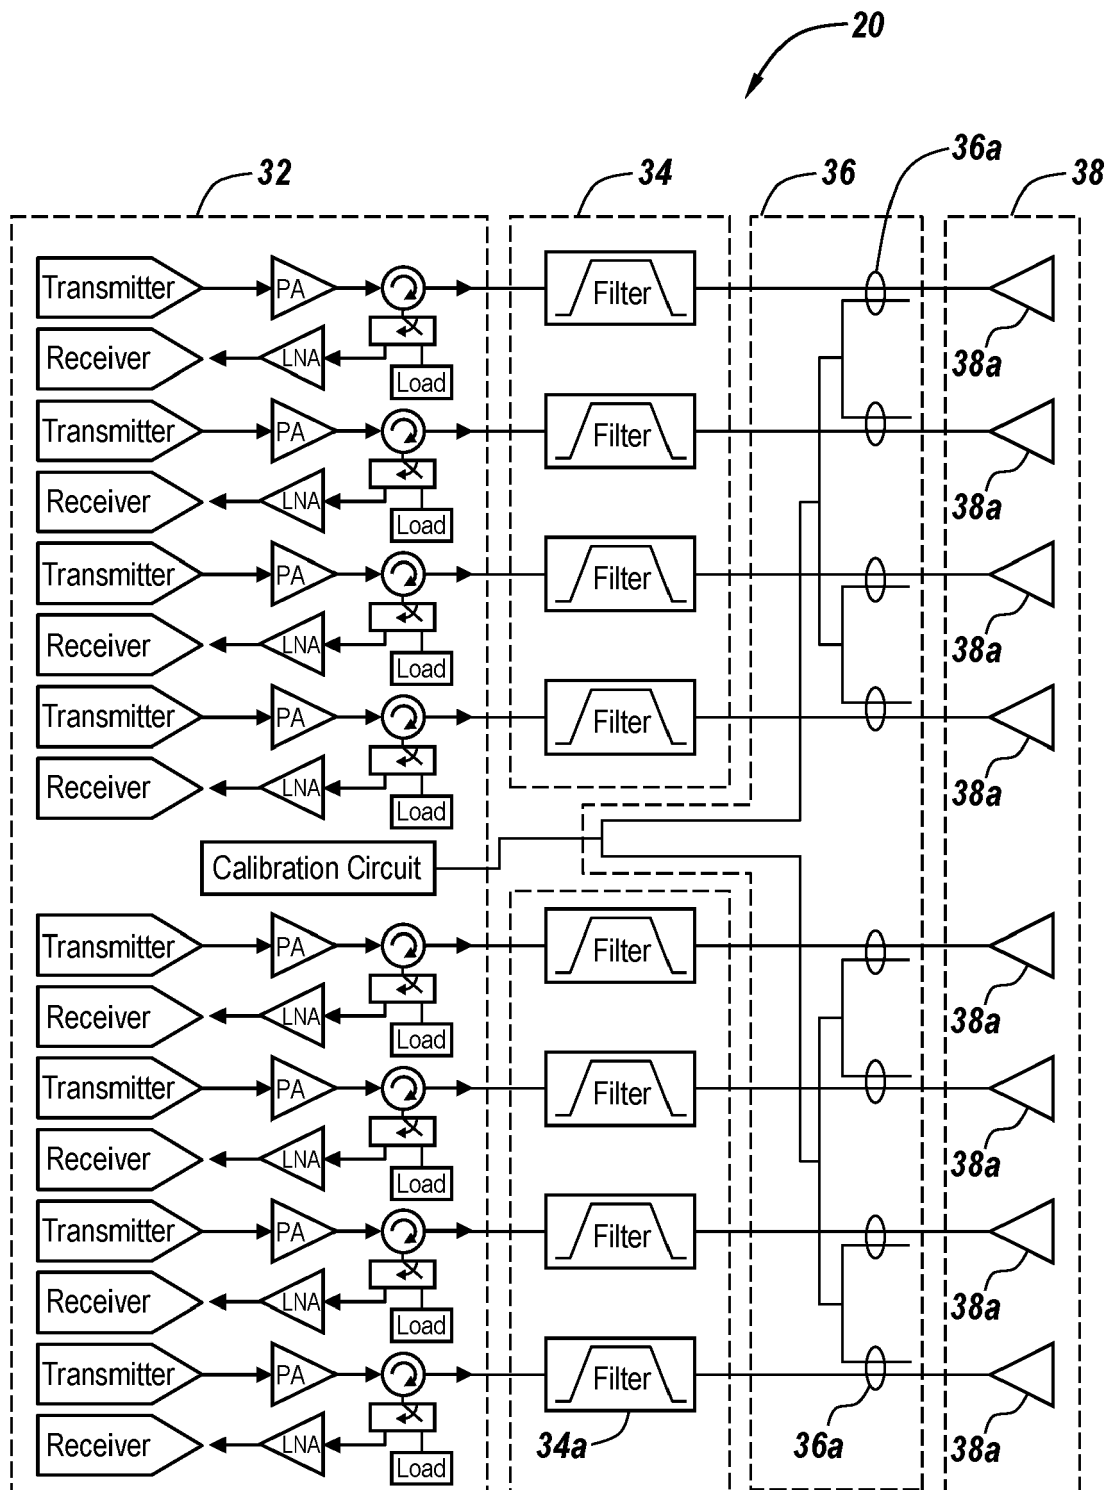 20
32
34
36
36a
38
Transmitter PA Filter
Receiver LNA Load 38a
Transmitter PA Filter
Receiver LNA Load 38a
Transmitter PA Filter
Receiver LNA Load 38a
Transmitter PA Filter
Receiver LNA Load 38a
Calibration Circuit
Transmitter PA Filter
Receiver LNA Load 38a
Transmitter PA Filter
Receiver LNA Load 38a
Transmitter PA Filter
Receiver LNA Load 38a
Transmitter PA Filter
Receiver LNA Load 34a 36a 38a